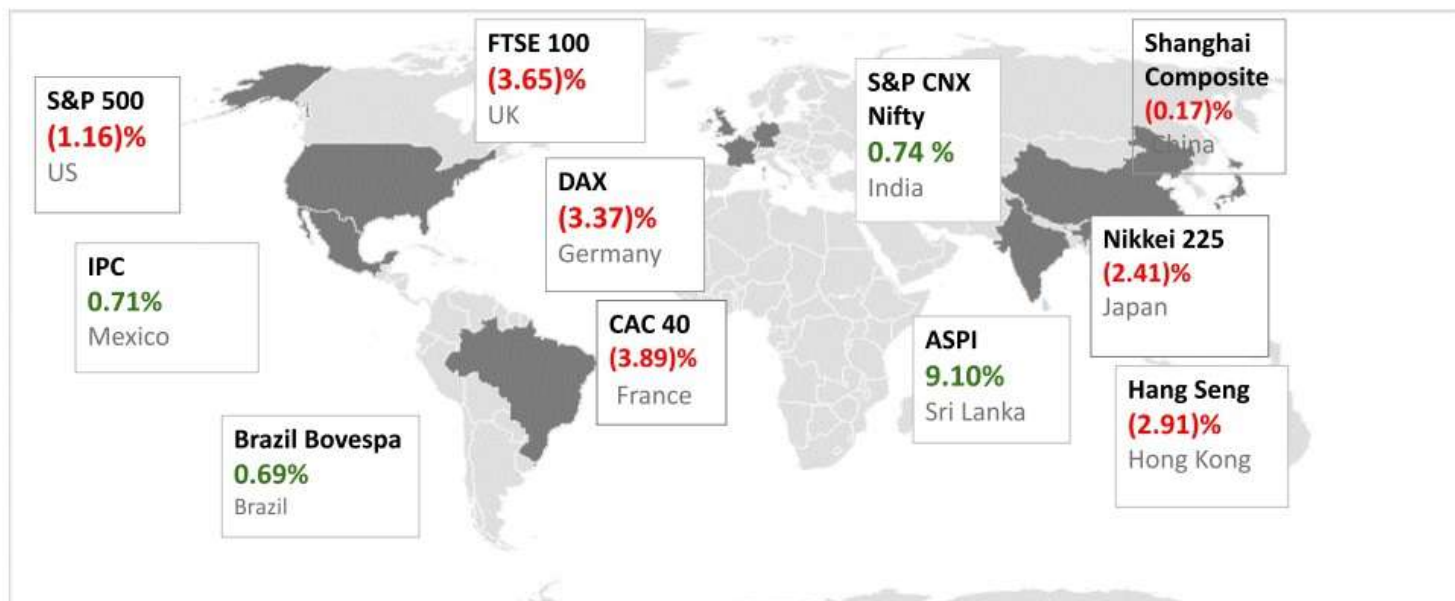 S&P 500
(1.16)%
US
FTSE 100
(3.65)%
UK
S&P CNX
Nifty
0.74 %
India
Shanghai
Composite
(0.17)%
China
DAX
(3.37)%
Germany
IPC
0.71%
Mexico
Nikkei 225
(2.41)%
Japan
CAC 40
(3.89)%
France
ASPI
9.10%
Sri Lanka
Hang Seng
(2.91)%
Hong Kong
Brazil Bovespa
0.69%
Brazil